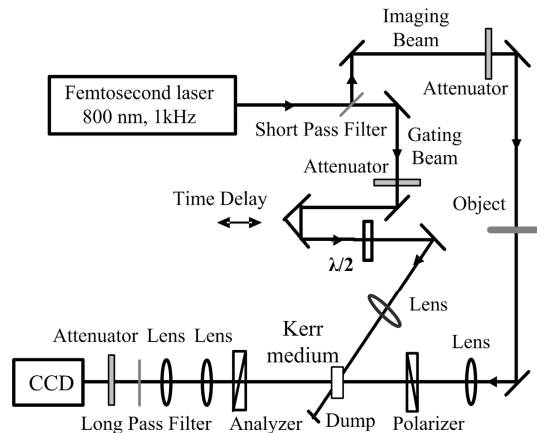 Imaging
Beam
Femtosecond laser
800 nm, 1kHz
Attenuator
Short Pass Filter
Gating
Beam
Attenuator
Time Delay
Object
λ/2
Lens
Kerr
medium
Attenuator
Lens
Lens
Lens
CCD
Long Pass Filter
Analyzer
Dump
Polarizer